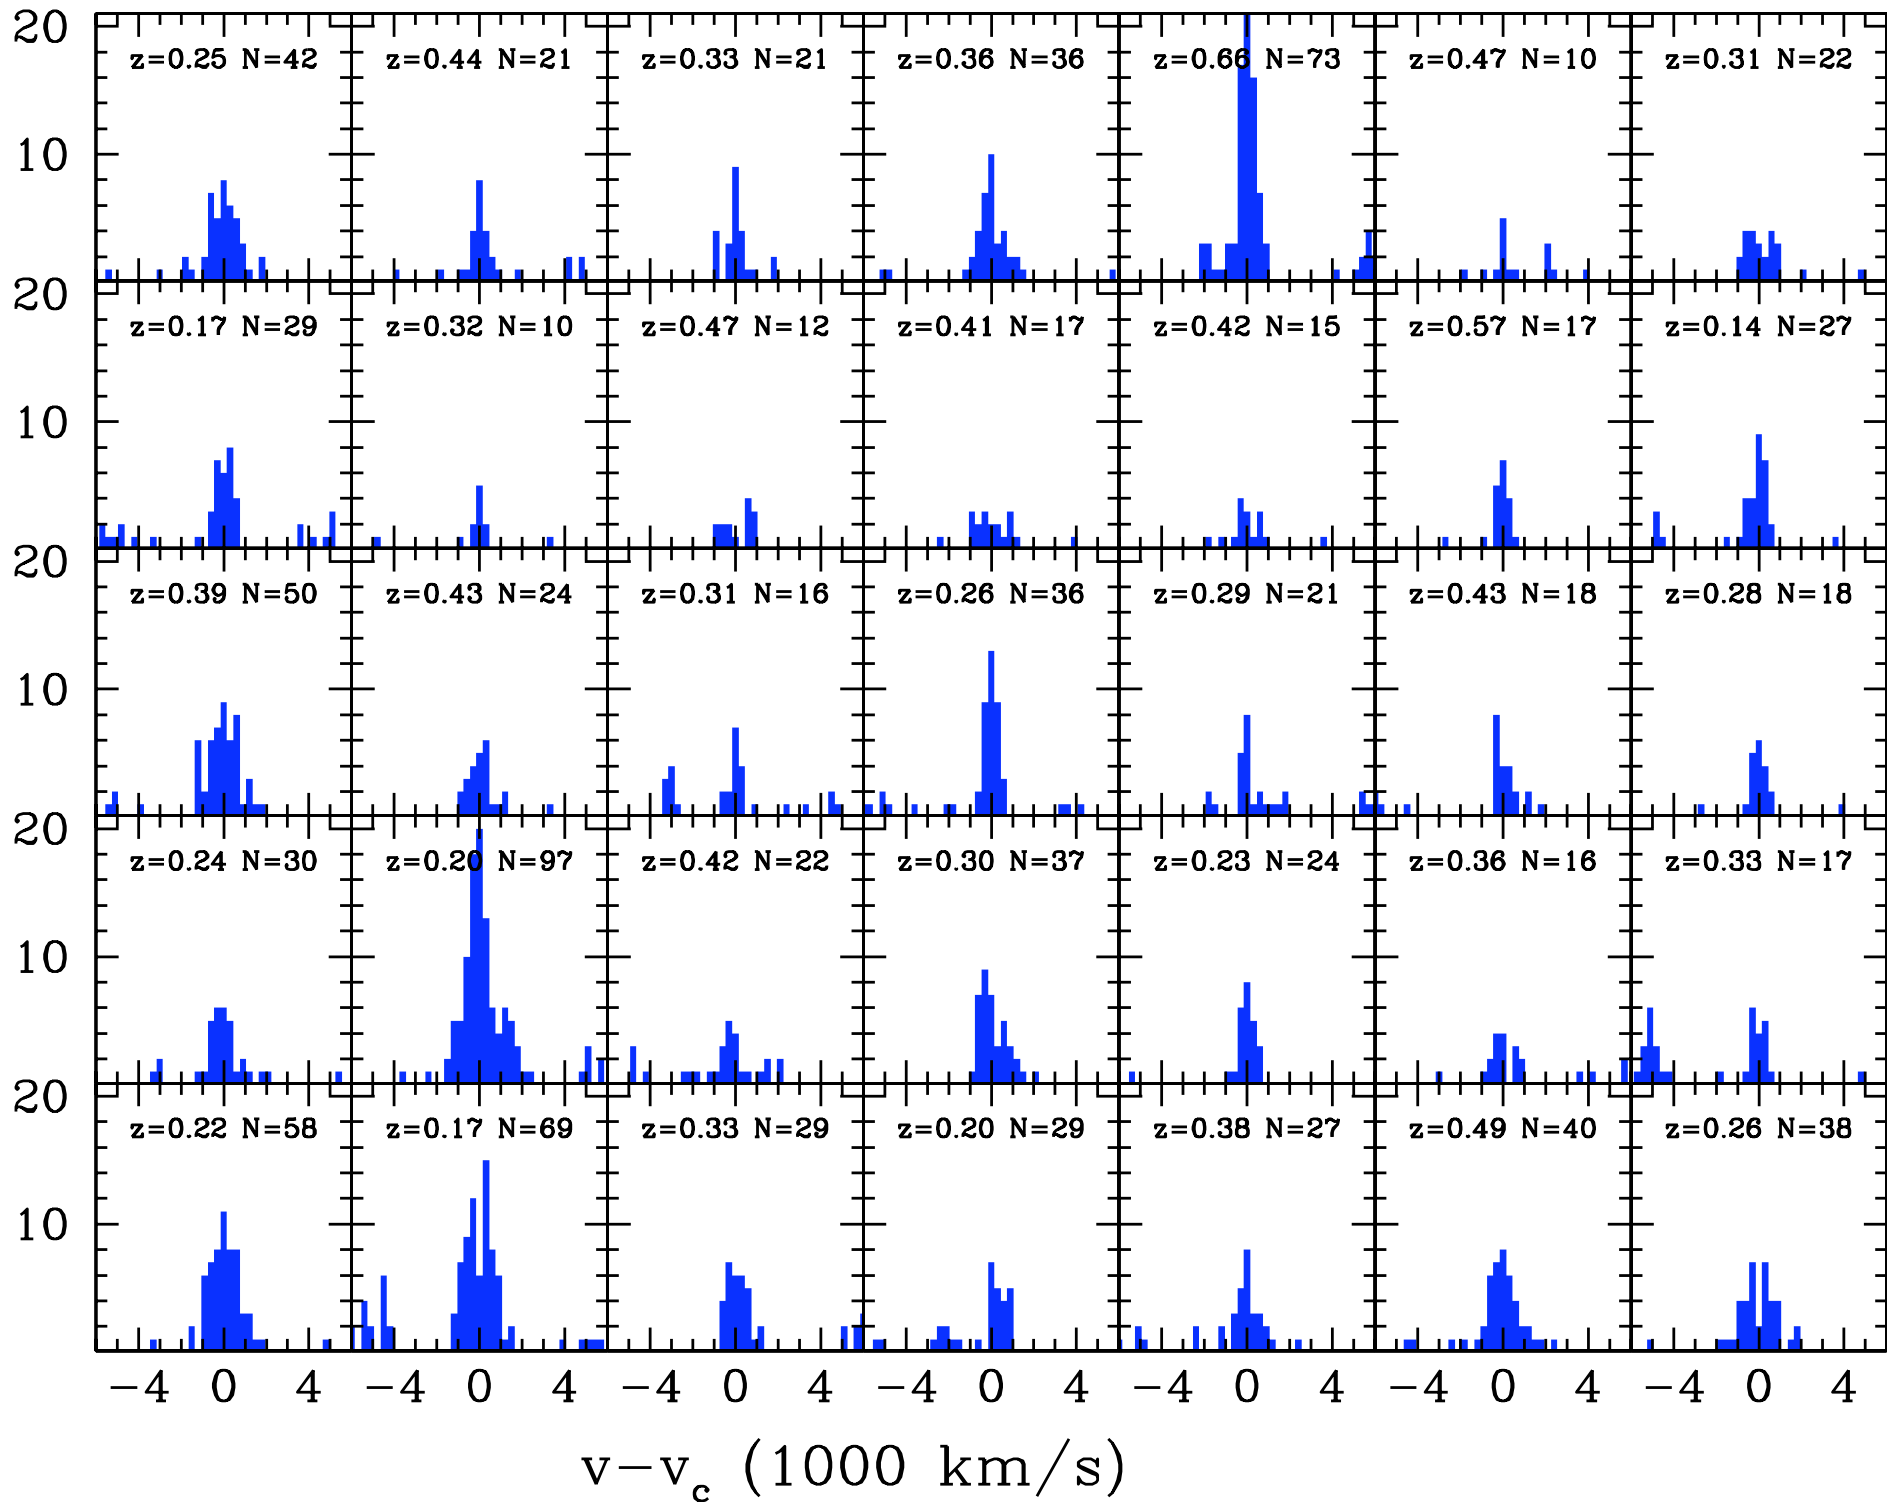 20 z=0.25 N=42 z=0.44 N=21 z=0.33 N=21 z=0.36 N=36 z=0.66 N=73 z=0.47 N=10 z=0.31 N=22
10
20 z=0.17 N=29 z=0.32 N=10 z=0.47 N=12 z=0.41 N=17 z=0.42 N=15 z=0.57 N=17 z=0.14 N=27
10
20 z=0.39 N=50 z=0.43 N=24 z=0.31 N=16 z=0.26 N=36 z=0.29 N=21 z=0.43 N=18 z=0.28 N=18
10
20 z=0.24 N=30 z=0.20 N=97 z=0.42 N=22 z=0.30 N=37 z=0.23 N=24 z=0.36 N=16 z=0.33 N=17
10
20 z=0.22 N=58 z=0.17 N=69 z=0.33 N=29 z=0.20 N=29 z=0.38 N=27 z=0.49 N=40 z=0.26 N=38
10
−4 0 4 −4 0 4 −4 0 4 −4 0 4 −4 0 4 −4 0 4 −4 0 4
v−v_c (1000 km/s)